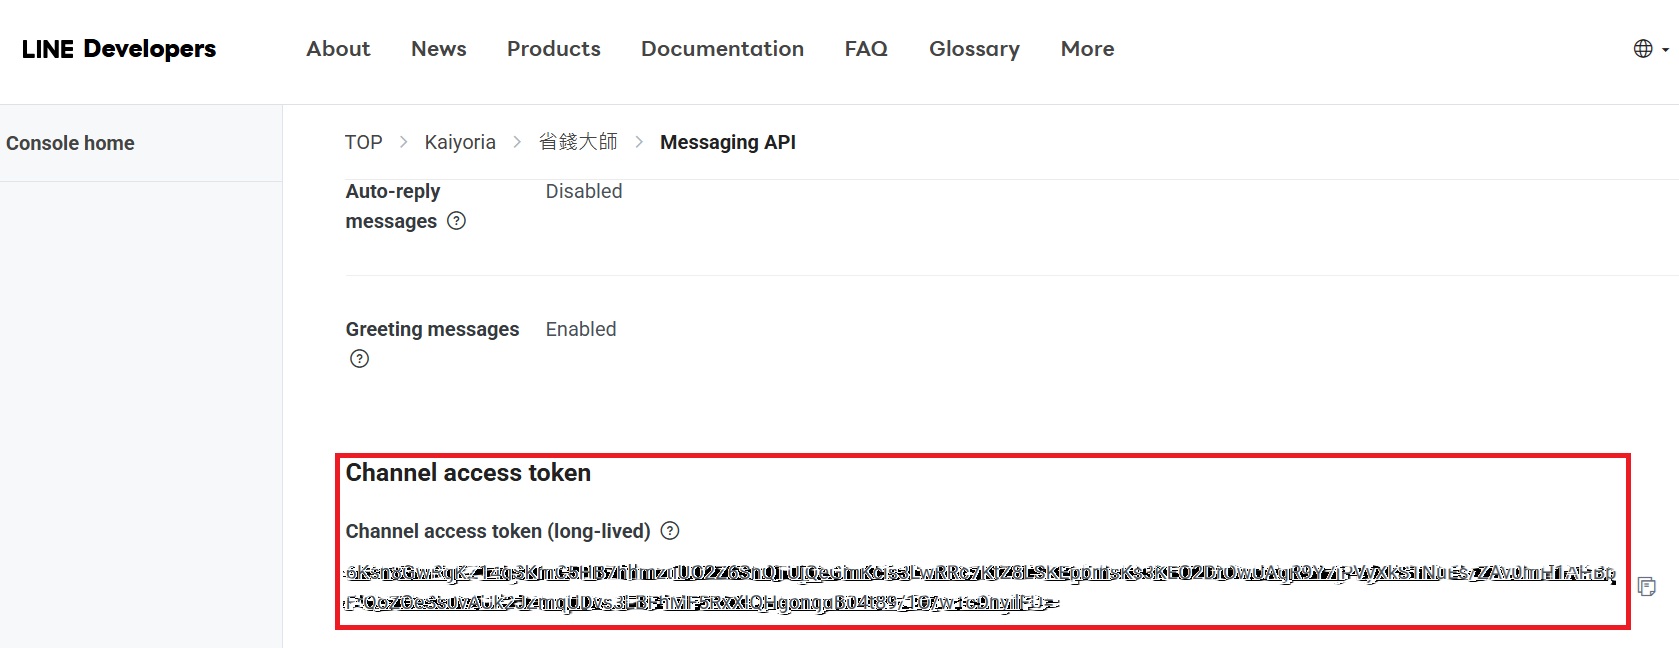 LINE Developers
About
News
Products
Documentation
FAQ
Glossary
More
Console home
TOP > Kaiyoria > 省錢大師 > Messaging API
Auto-reply messages
Disabled
Greeting messages
Enabled
Channel access token
Channel access token (long-lived)